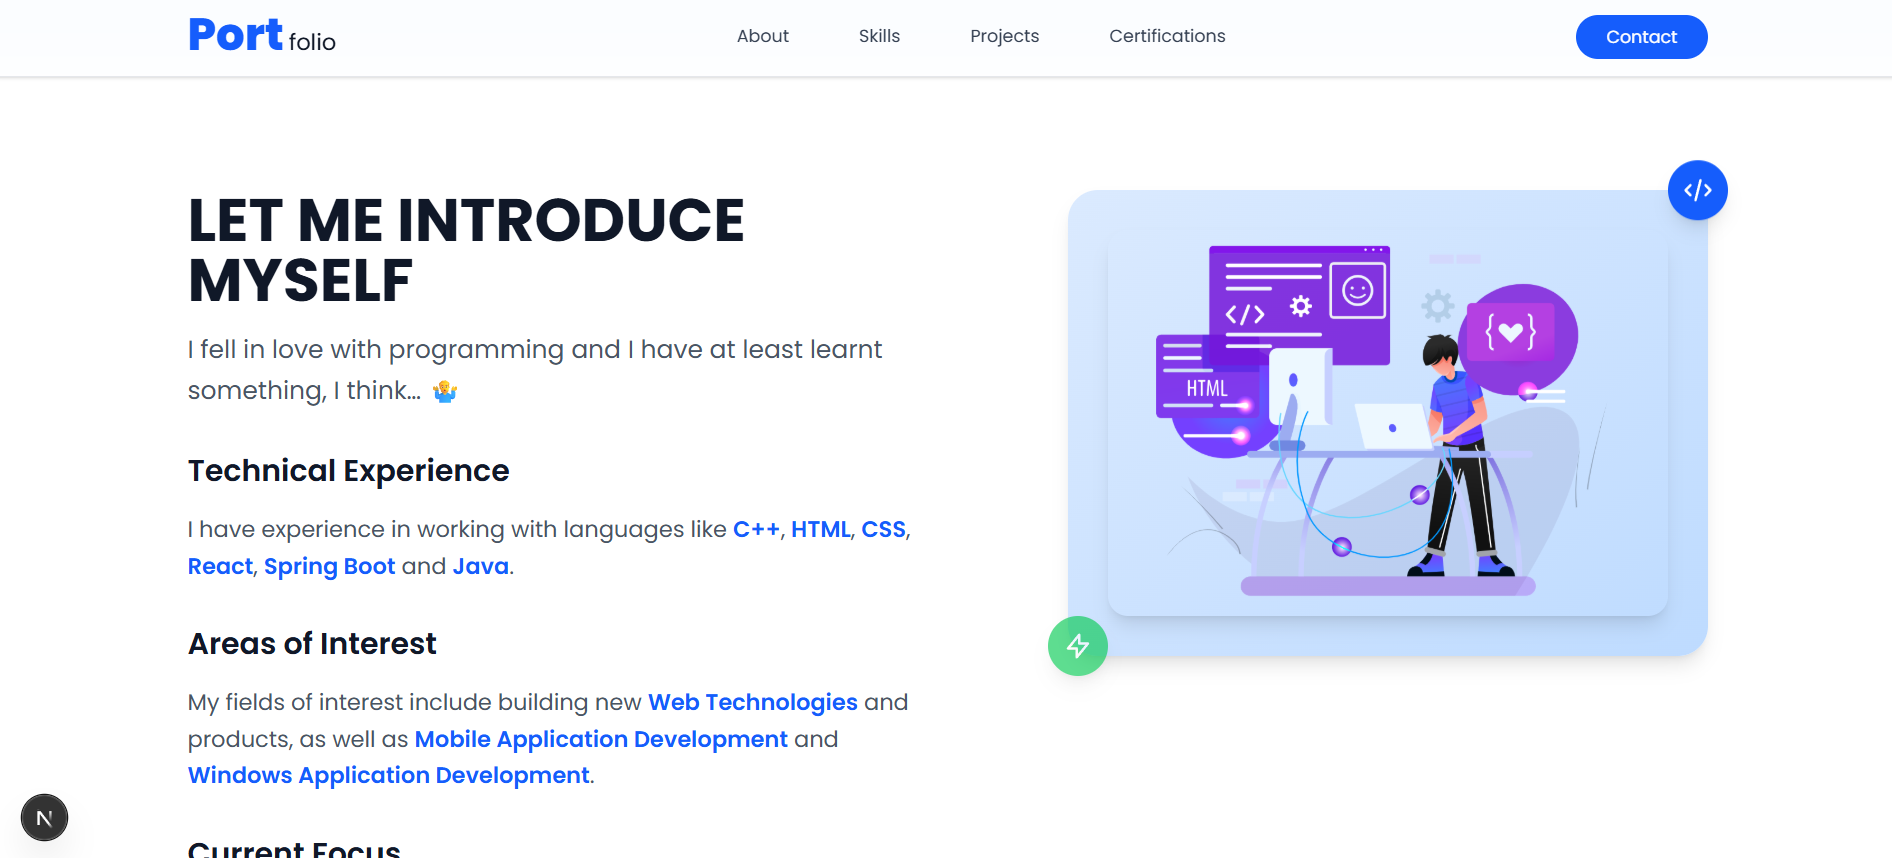 Port folio
About
Skills
Projects
Certifications
Contact
LET ME INTRODUCE
MYSELF
I fell in love with programming and I have at least learnt
something, I think... 🤷‍♂️
Technical Experience
I have experience in working with languages like C++, HTML, CSS,
React, Spring Boot and Java.
Areas of Interest
My fields of interest include building new Web Technologies and
products, as well as Mobile Application Development and
Windows Application Development.
Current Focus
</>
</>
{♥}
HTML
N